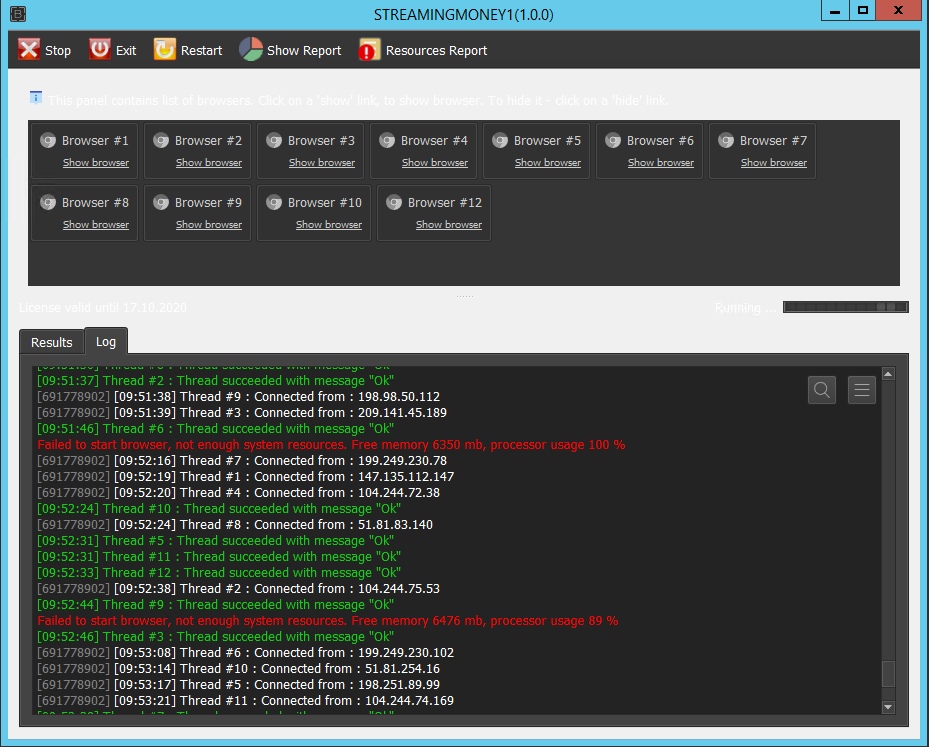 STREAMINGMONEY1(1.0.0)
Stop Exit Restart Show Report Resources Report
This panel contains list of browsers. Click on a 'show' link, to show browser. To hide it - click on a 'hide' link.
Browser #1 Browser #2 Browser #3 Browser #4 Browser #5 Browser #6 Browser #7
Show browser Show browser Show browser Show browser Show browser Show browser Show browser
Browser #8 Browser #9 Browser #10 Browser #12
Show browser Show browser Show browser Show browser
License valid until 17.10.2020 Running ...
Results Log
[09:51:37] Thread #2 : Thread succeeded with message "Ok"
[691778902] [09:51:38] Thread #9 : Connected from : 198.98.50.112
[691778902] [09:51:39] Thread #3 : Connected from : 209.141.45.189
[09:51:46] Thread #6 : Thread succeeded with message "Ok"
Failed to start browser, not enough system resources. Free memory 6350 mb, processor usage 100 %
[691778902] [09:52:16] Thread #7 : Connected from : 199.249.230.78
[691778902] [09:52:19] Thread #1 : Connected from : 147.135.112.147
[691778902] [09:52:20] Thread #4 : Connected from : 104.244.72.38
[09:52:24] Thread #10 : Thread succeeded with message "Ok"
[691778902] [09:52:24] Thread #8 : Connected from : 51.81.83.140
[09:52:31] Thread #5 : Thread succeeded with message "Ok"
[09:52:31] Thread #11 : Thread succeeded with message "Ok"
[09:52:33] Thread #12 : Thread succeeded with message "Ok"
[691778902] [09:52:38] Thread #2 : Connected from : 104.244.75.53
[09:52:44] Thread #9 : Thread succeeded with message "Ok"
Failed to start browser, not enough system resources. Free memory 6476 mb, processor usage 89 %
[09:52:46] Thread #3 : Thread succeeded with message "Ok"
[691778902] [09:53:08] Thread #6 : Connected from : 199.249.230.102
[691778902] [09:53:14] Thread #10 : Connected from : 51.81.254.16
[691778902] [09:53:17] Thread #5 : Connected from : 198.251.89.99
[691778902] [09:53:21] Thread #11 : Connected from : 104.244.74.169